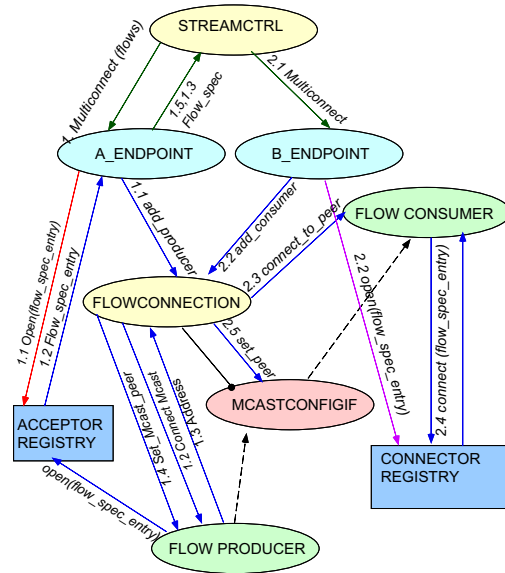 STREAMCTRL
1. Multiconnect (flows)
1.5,1.3
Flow_spec
2.1 Multiconnect
A_ENDPOINT
B_ENDPOINT
1.1 add_producer
2.2 add_consumer
2.3 connect_to_peer
FLOW CONSUMER
1.1 Open(flow_spec_entry)
1.2 Flow_spec_entry
2.2 open(flow_spec_entry)
2.4 connect (flow_spec_entry)
FLOWCONNECTION
2.5 set_peer
MCASTCONFIGIF
ACCEPTOR
REGISTRY
1.4 Set_Mcast_peer
1.2 Connect Mcast
1.3 Address
CONNECTOR
REGISTRY
open(flow_spec_entry)
FLOW PRODUCER